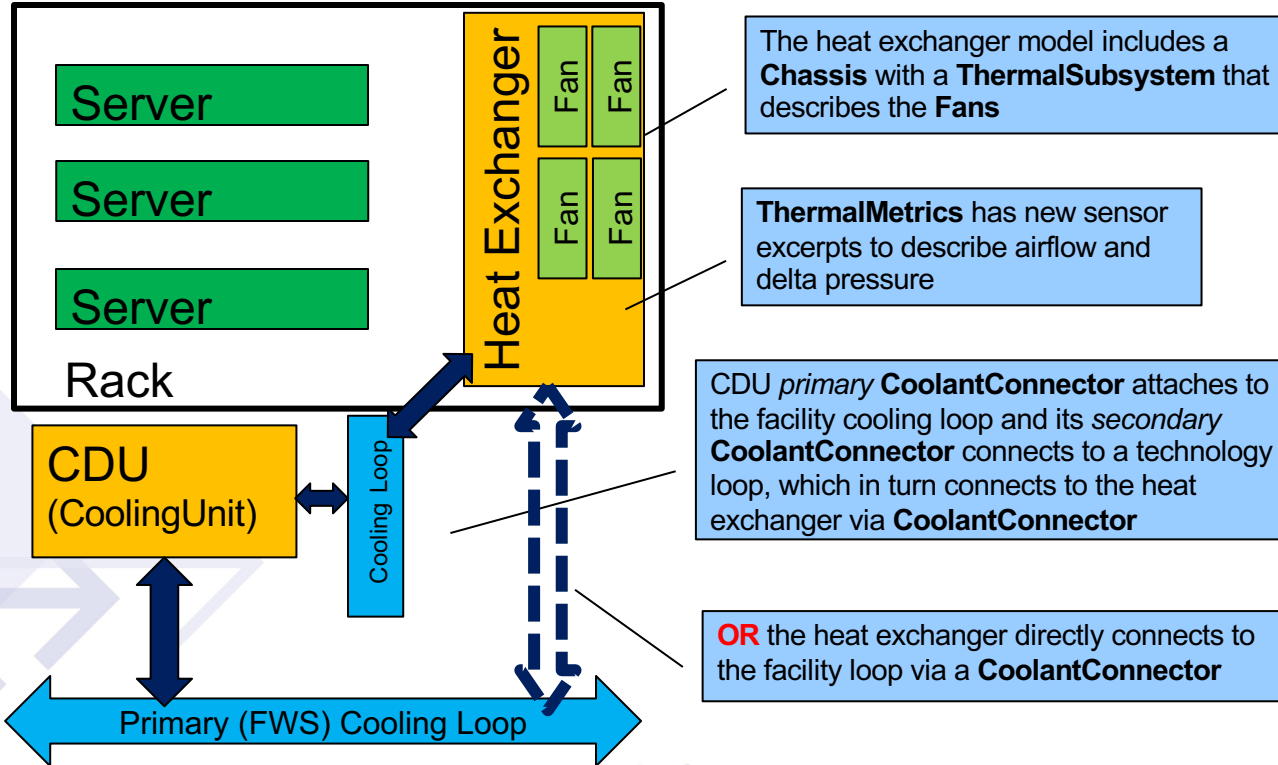 Server
Server
Server
Rack
Heat Exchanger
Fan
Fan
Fan
Fan
CDU
(CoolingUnit)
Cooling Loop
Primary (FWS) Cooling Loop
The heat exchanger model includes a
Chassis with a ThermalSubsystem that
describes the Fans
ThermalMetrics has new sensor
excerpts to describe airflow and
delta pressure
CDU primary CoolantConnector attaches to
the facility cooling loop and its secondary
CoolantConnector connects to a technology
loop, which in turn connects to the heat
exchanger via CoolantConnector
OR the heat exchanger directly connects to
the facility loop via a CoolantConnector